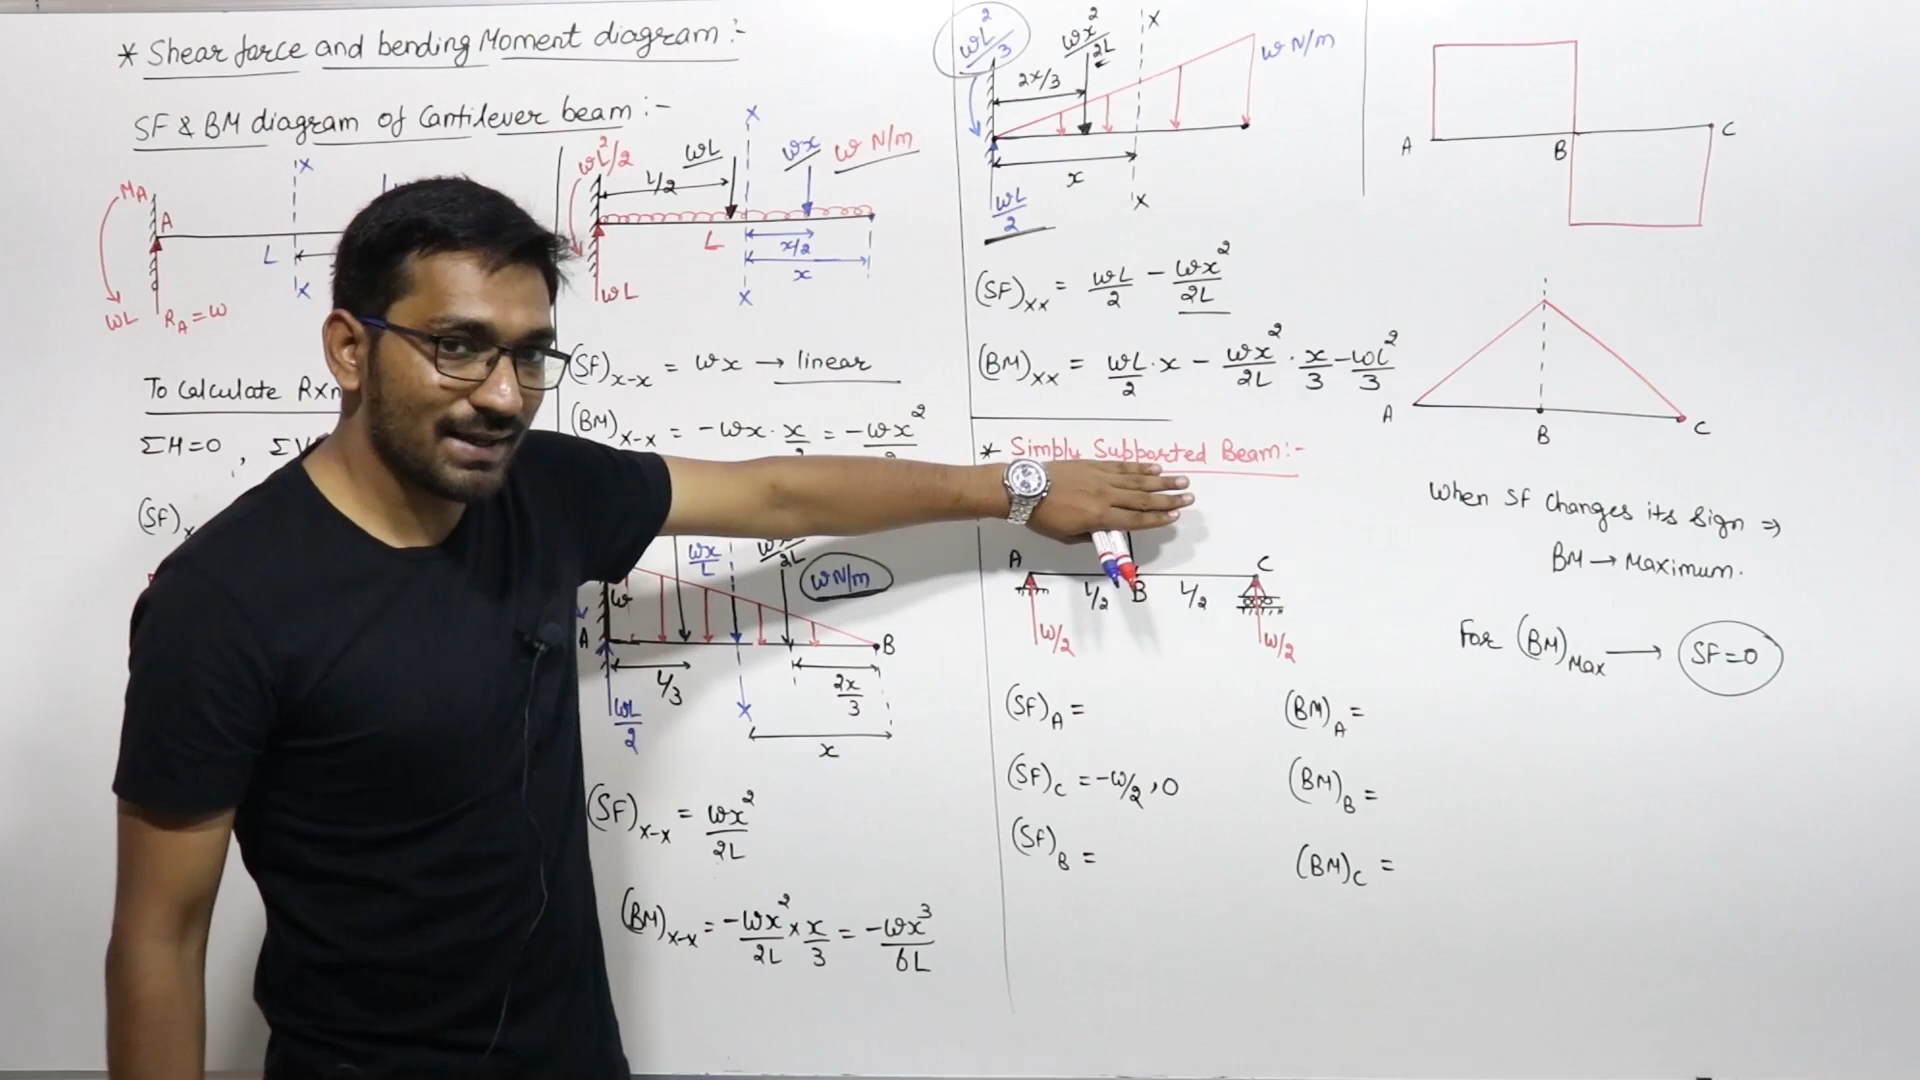 * Shear force and bending Moment diagram :-
SF & BM diagram of Cantilever beam :-
MA
A
L
WL
RA = W
X
X
To Calculate Rxn
ΣH=0 ,
(SF)
wL²/2
L/2
wL
wx
w N/m
L
x/2
x
wL
X
X
(SF)x-x = wx → linear
(BM)x-x = -wx · x/2 = -wx²/2
wx/L
wx²/2L
w N/m
w
A
B
L/3
2x/3
wL/2
x
(SF)x-x = wx²/2L
(BM)x-x = -wx²/2L × x/3 = -wx³/6L
wL²/3
wx²/2L
X
w N/m
2x/3
x
X
wL/2
(SF)xx = wL/2 - wx²/2L
(BM)xx = wL/2 · x - wx²/2L · x/3 - wL²/3
* Simply Supported Beam :-
A
C
L/2
B
L/2
W/2
W/2
(SF)A =
(BM)A =
(SF)C = -W/2 , 0
(BM)B =
(SF)B =
(BM)C =
A
B
C
A
B
C
When SF Changes its Sign ⇒
BM → Maximum.
For (BM)Max → SF=0